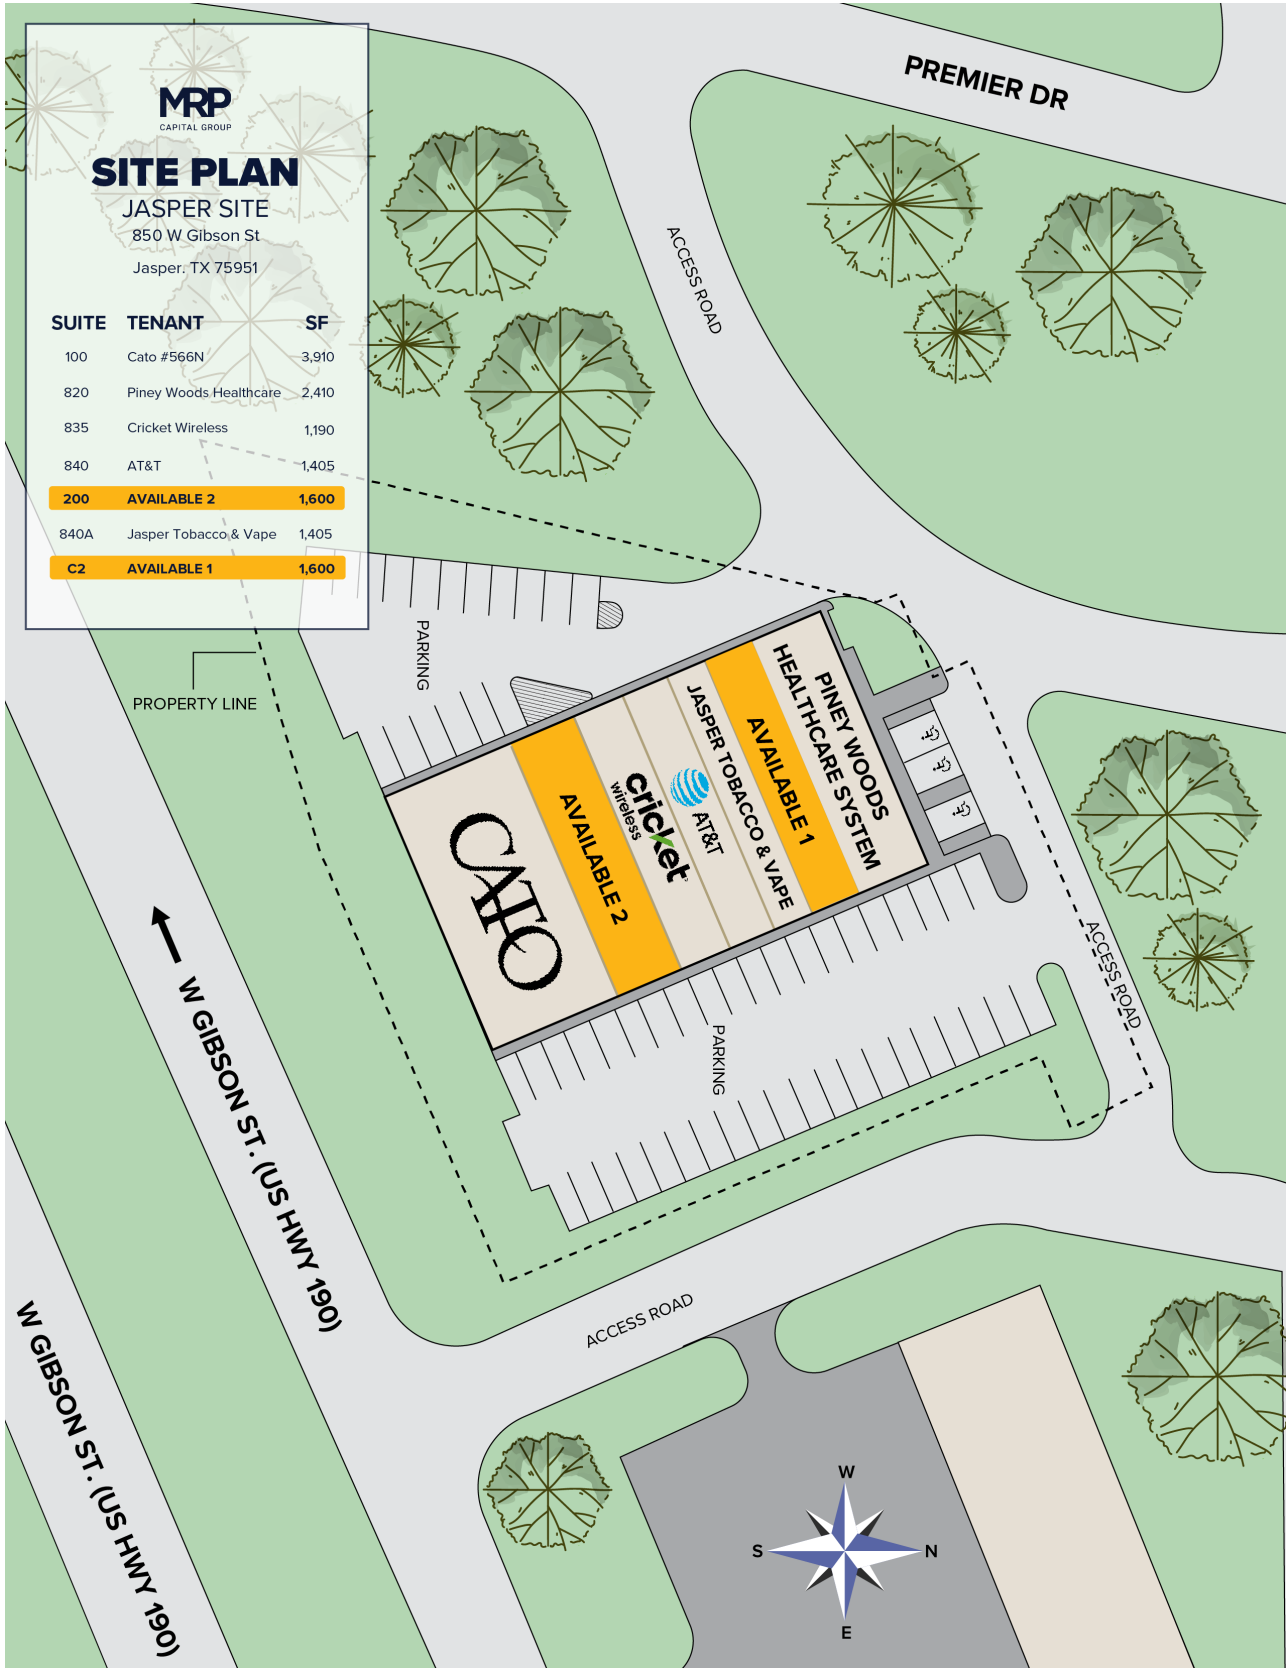 MRP
CAPITAL GROUP
SITE PLAN
JASPER SITE
850 W Gibson St
Jasper. TX 75951
SUITE TENANT SF
100 Cato #566N 3,910
820 Piney Woods Healthcare 2,410
835 Cricket Wireless 1,190
840 AT&T 1,405
200 AVAILABLE 2 1,600
840A Jasper Tobacco & Vape 1,405
C2 AVAILABLE 1 1,600
PREMIER DR
ACCESS ROAD
PARKING
PROPERTY LINE
PINEY WOODS
HEALTHCARE SYSTEM
AVAILABLE 1
JASPER TOBACCO & VAPE
AT&T
cricket
wireless
AVAILABLE 2
CATO
ACCESS ROAD
PARKING
W GIBSON ST. (US HWY 190)
ACCESS ROAD
W GIBSON ST. (US HWY 190)
W
S N
E